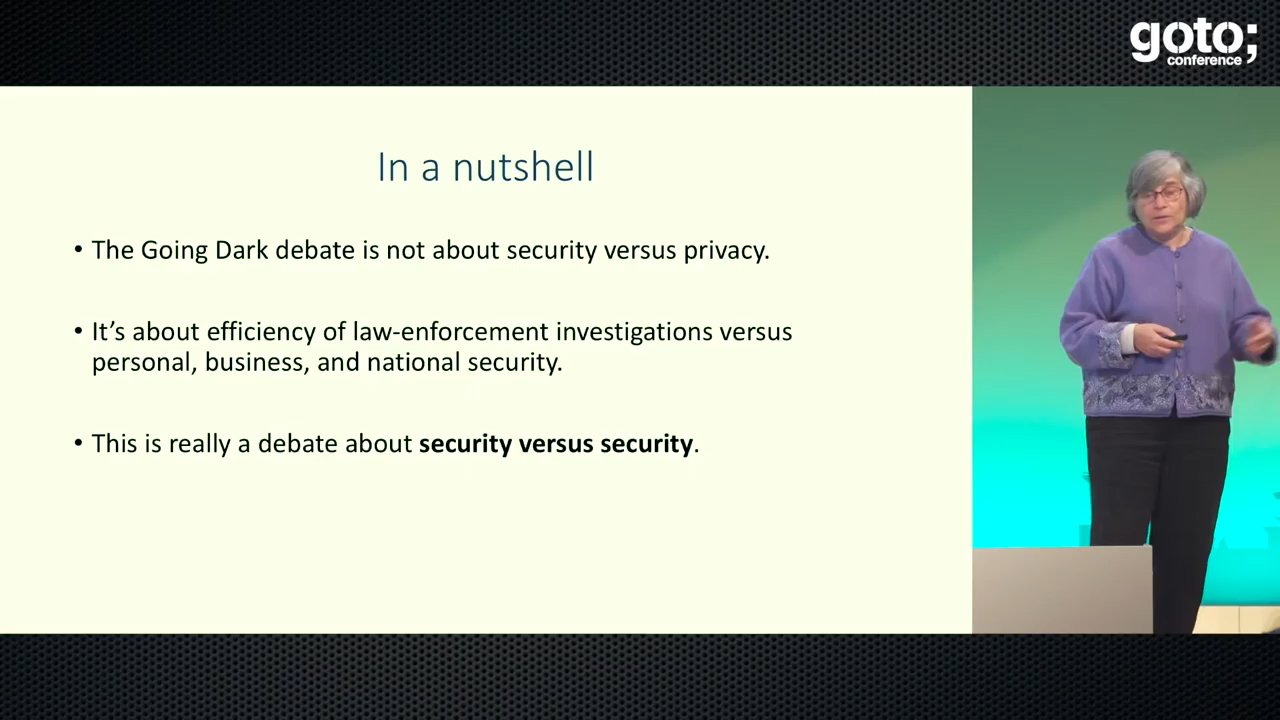 goto;
conference
In a nutshell
• The Going Dark debate is not about security versus privacy.
• It’s about efficiency of law-enforcement investigations versus
personal, business, and national security.
• This is really a debate about security versus security.